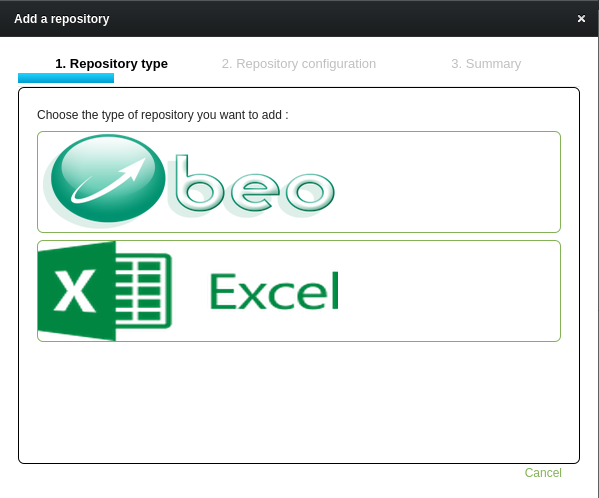 Add a repository
×
1. Repository type
2. Repository configuration
3. Summary
Choose the type of repository you want to add :
beo
X
Excel
Cancel